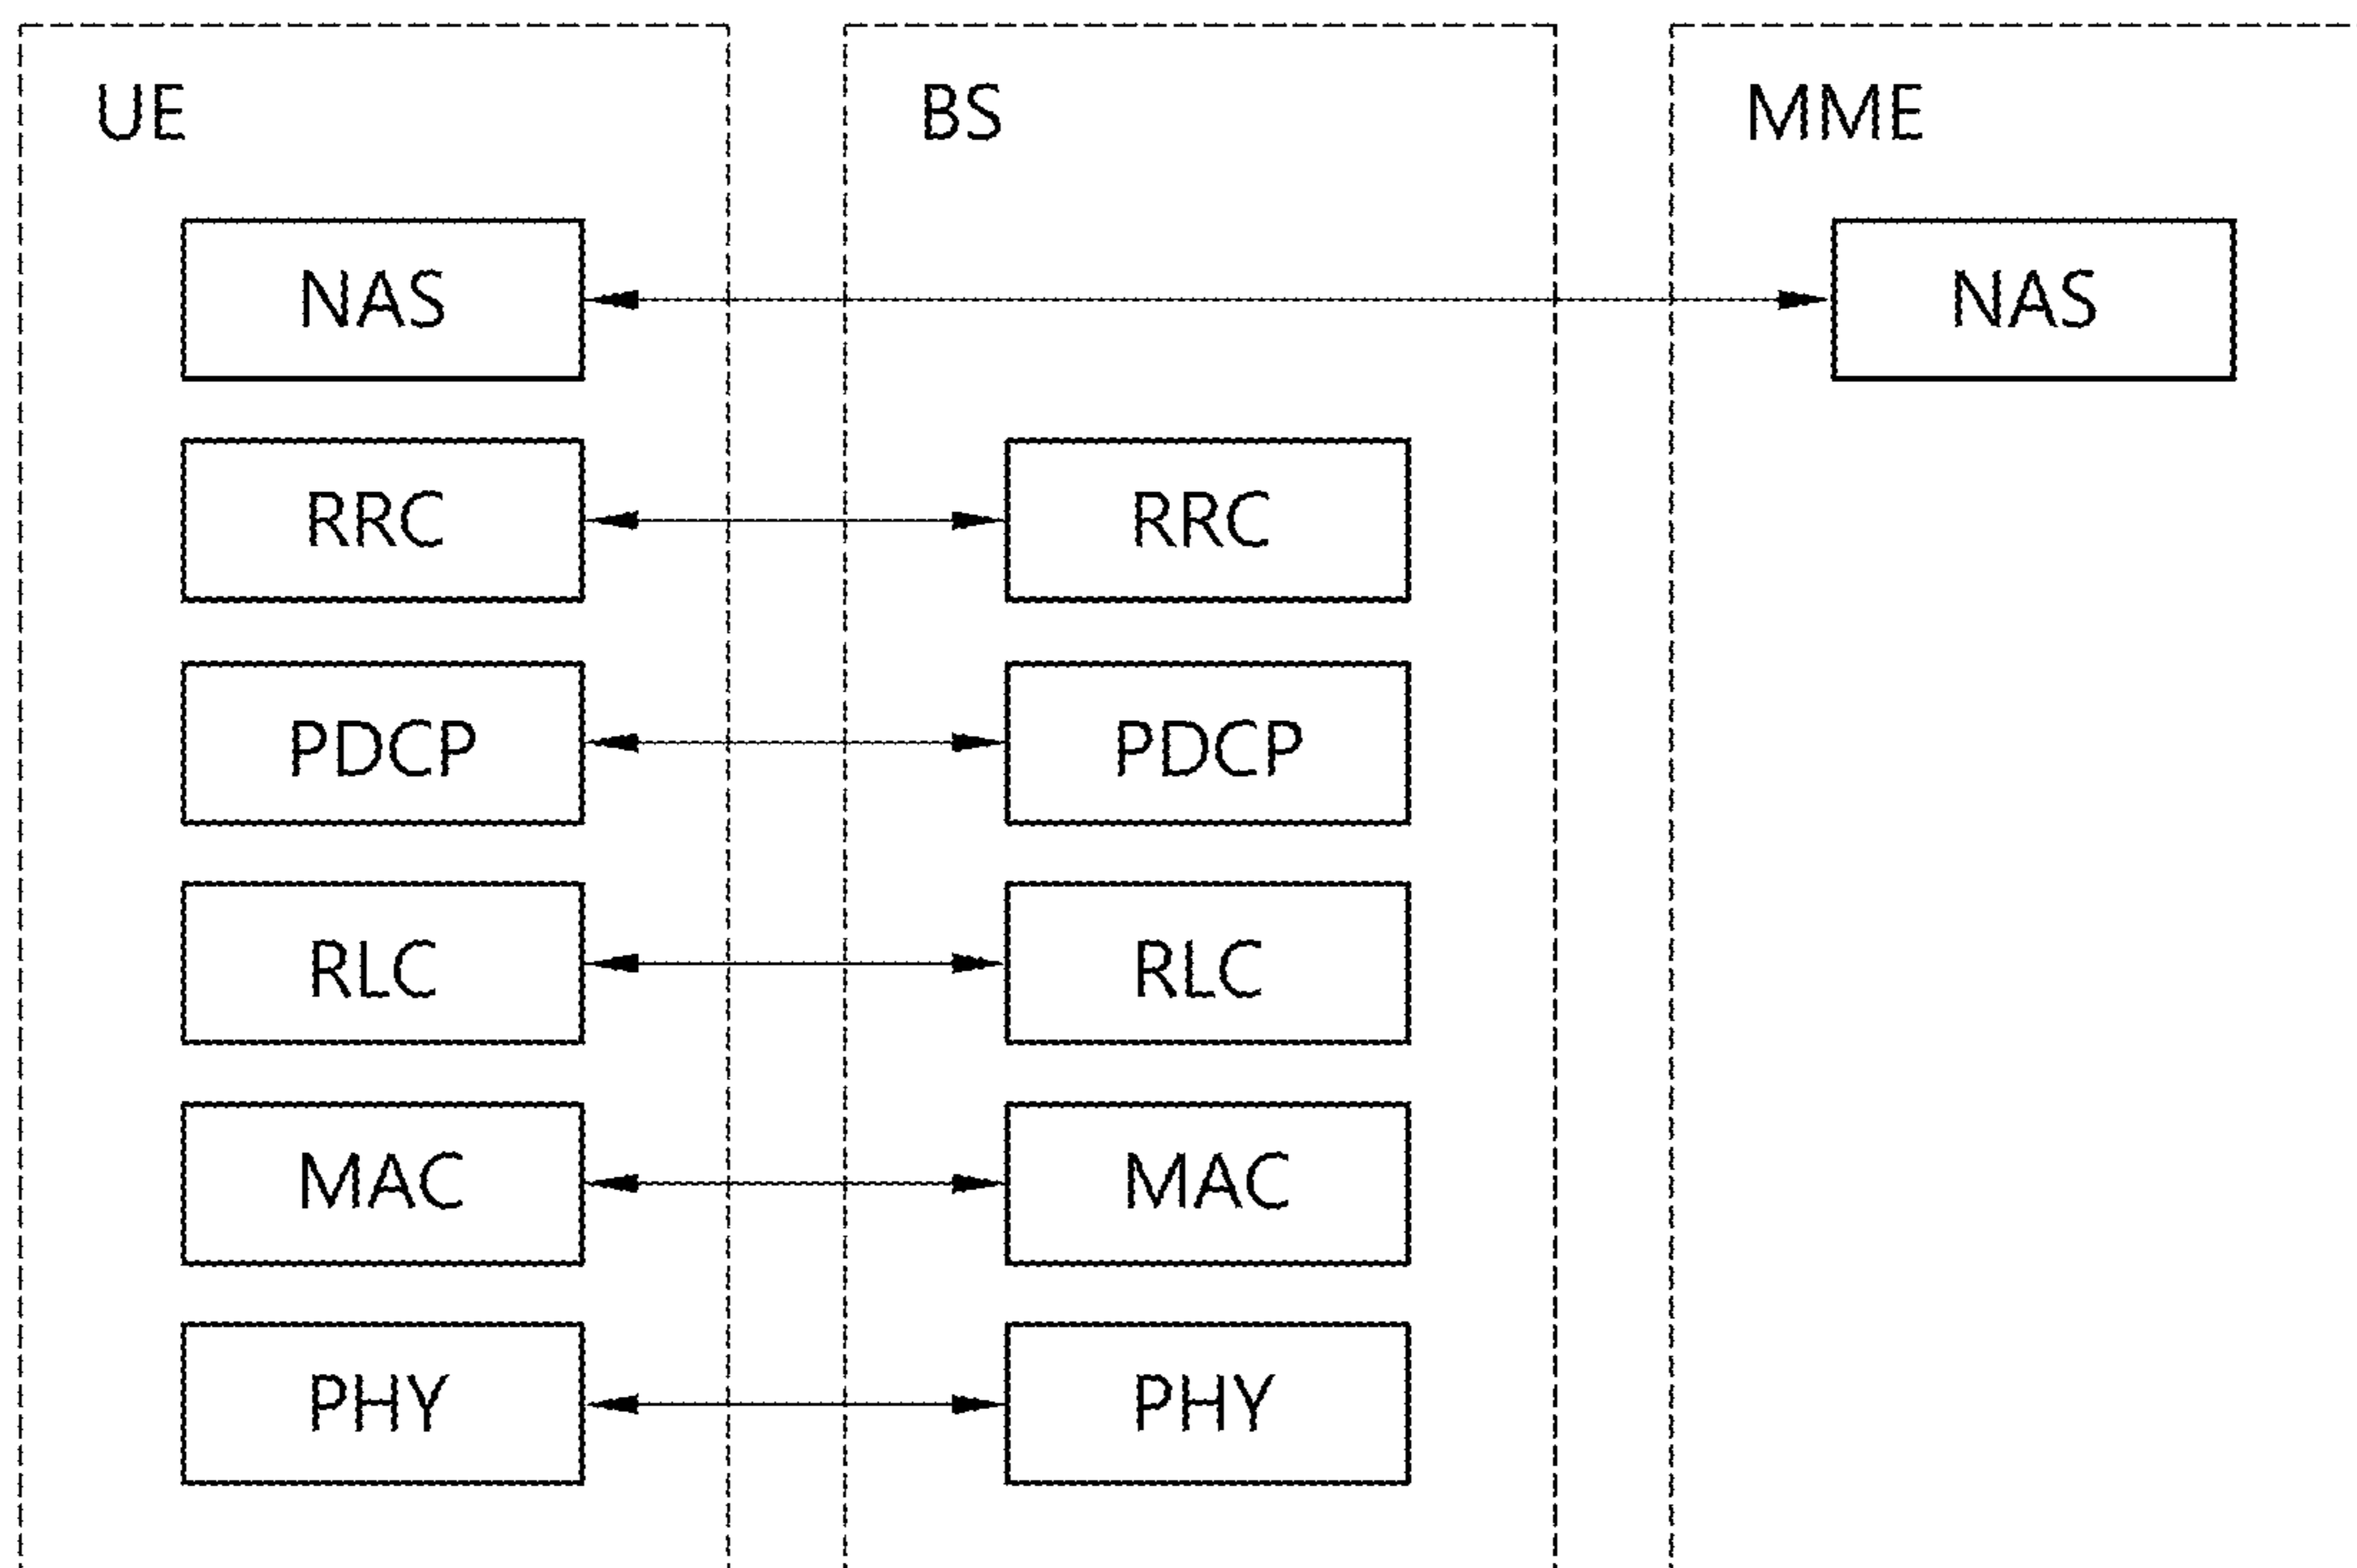 UE BS MME
NAS NAS
RRC RRC
PDCP PDCP
RLC RLC
MAC MAC
PHY PHY